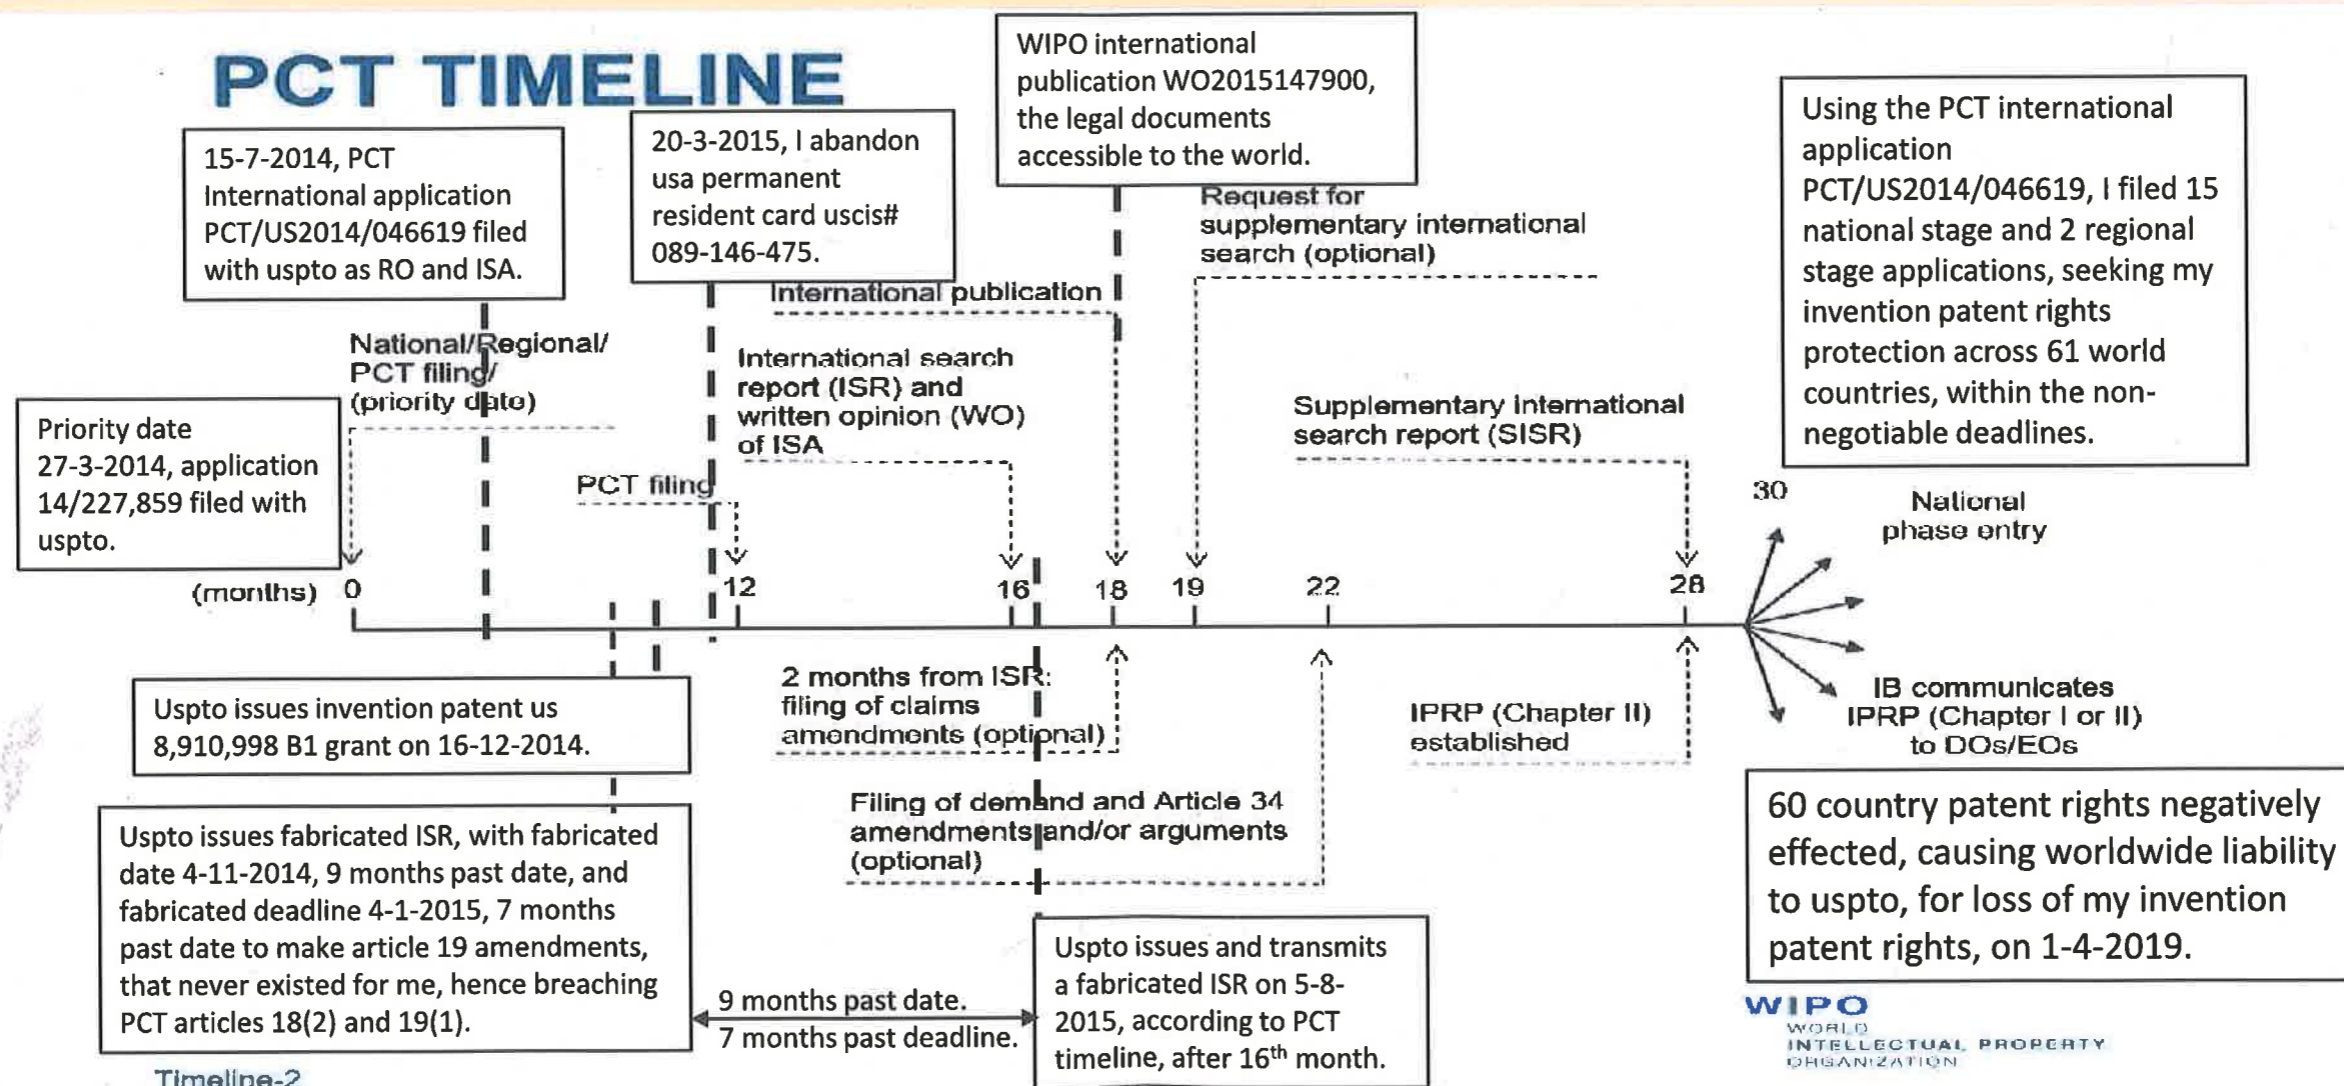 PCT TIMELINE
15-7-2014, PCT
International application
PCT/US2014/046619 filed
with uspto as RO and ISA.
20-3-2015, I abandon
usa permanent
resident card uscis#
089-146-475.
WIPO international
publication WO2015147900,
the legal documents
accessible to the world.
Using the PCT international
application
PCT/US2014/046619, I filed 15
national stage and 2 regional
stage applications, seeking my
invention patent rights
protection across 61 world
countries, within the non-
negotiable deadlines.
Request for
supplementary international
search (optional)
International publication
National/Regional/
PCT filing/
(priority date)
International search
report (ISR) and
written opinion (WO)
of ISA
Supplementary international
search report (SISR)
Priority date
27-3-2014, application
14/227,859 filed with
uspto.
PCT filing
30
National
phase entry
(months) 0 12 16 18 19 22 28
2 months from ISR:
filing of claims
amendments (optional)
Uspto issues invention patent us
8,910,998 B1 grant on 16-12-2014.
IPRP (Chapter II)
established
IB communicates
IPRP (Chapter I or II)
to DOs/EOs
Filing of demand and Article 34
amendments and/or arguments
(optional)
Uspto issues fabricated ISR, with fabricated
date 4-11-2014, 9 months past date, and
fabricated deadline 4-1-2015, 7 months
past date to make article 19 amendments,
that never existed for me, hence breaching
PCT articles 18(2) and 19(1).
9 months past date.
7 months past deadline.
Uspto issues and transmits
a fabricated ISR on 5-8-
2015, according to PCT
timeline, after 16th month.
60 country patent rights negatively
effected, causing worldwide liability
to uspto, for loss of my invention
patent rights, on 1-4-2019.
WIPO
WORLD
INTELLECTUAL PROPERTY
ORGANIZATION
Timeline-2